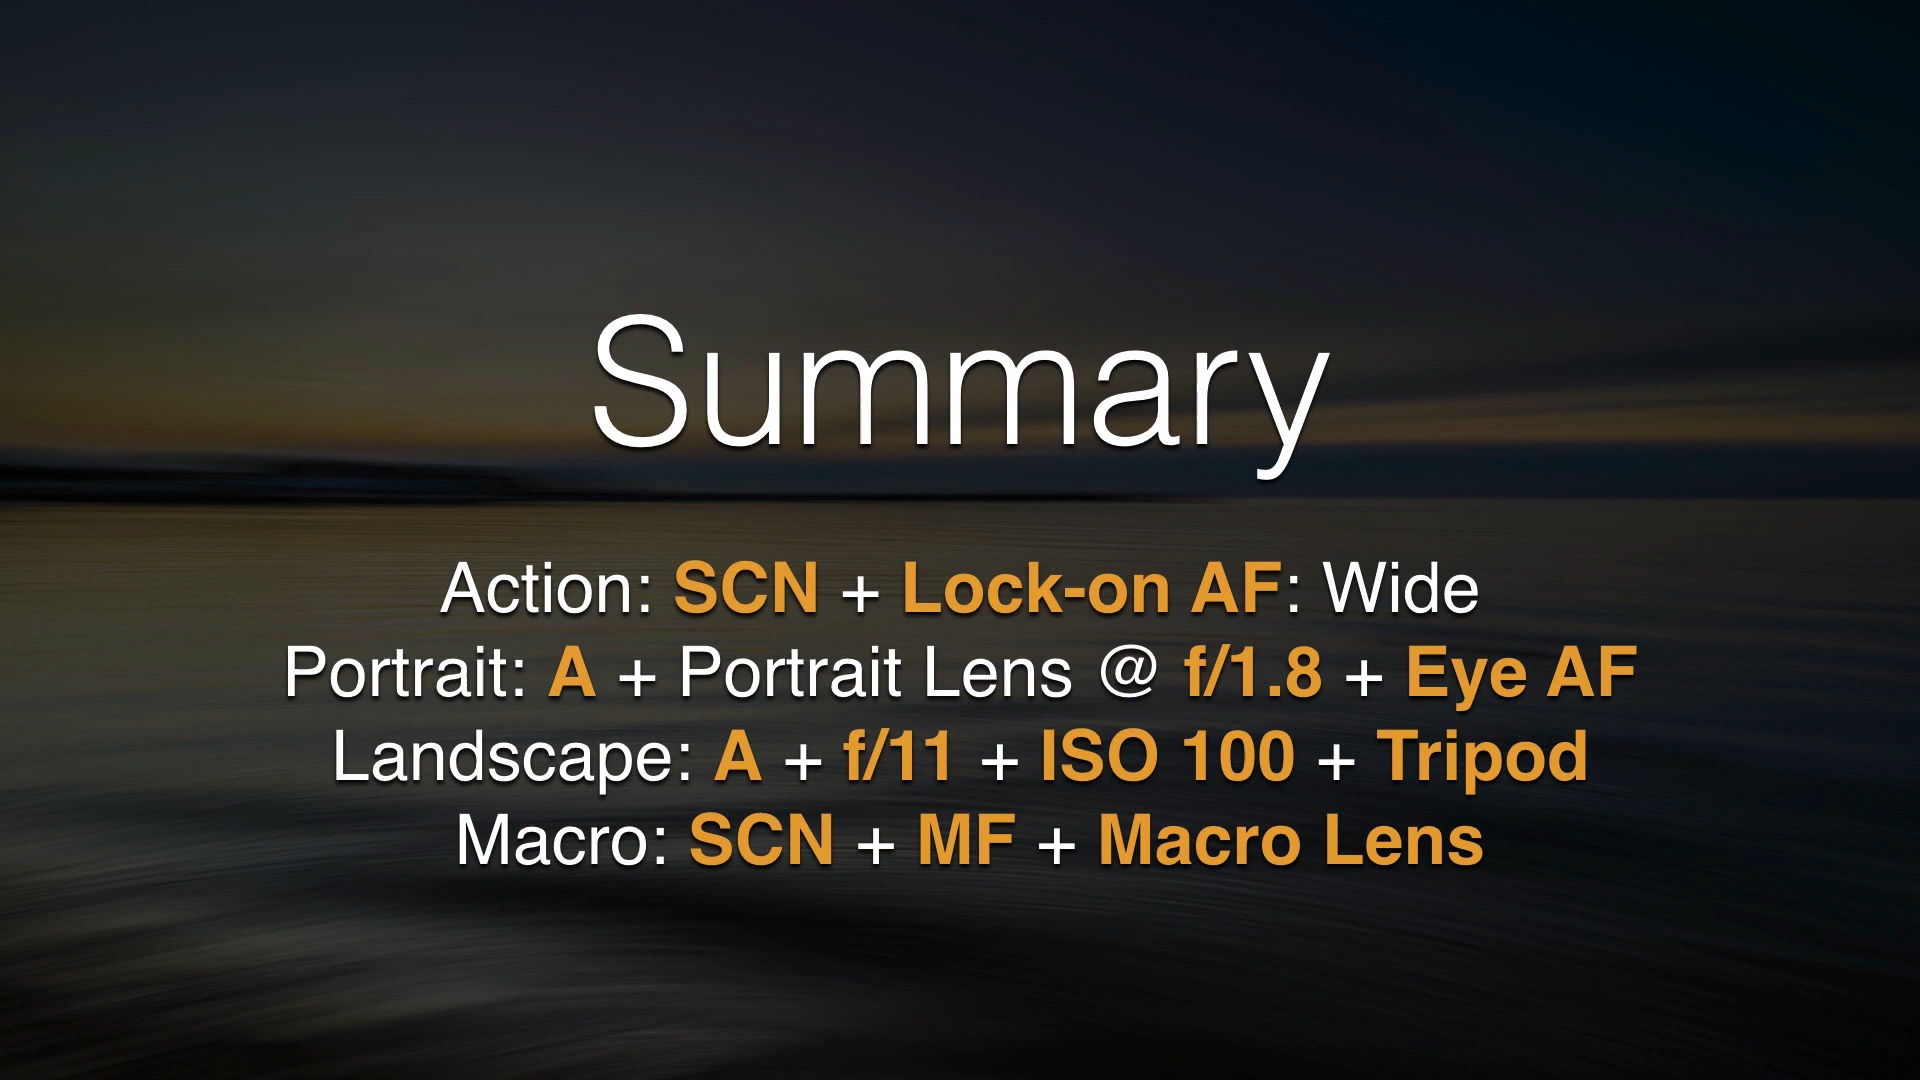 Summary
Action: SCN + Lock-on AF: Wide
Portrait: A + Portrait Lens @ f/1.8 + Eye AF
Landscape: A + f/11 + ISO 100 + Tripod
Macro: SCN + MF + Macro Lens